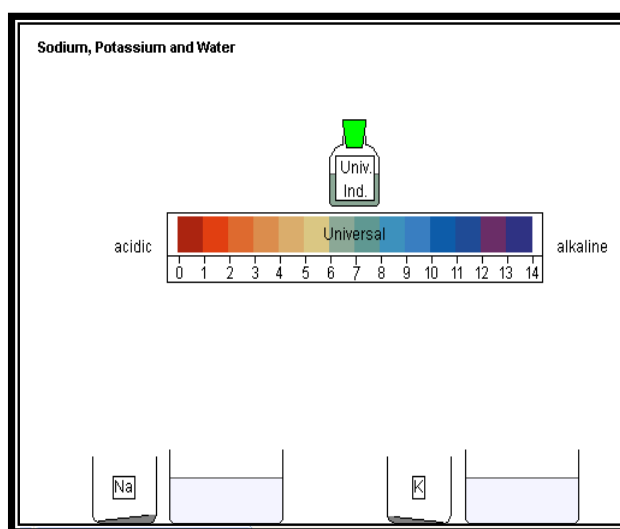 Sodium, Potassium and Water
Univ.
Ind.
Universal
acidic
alkaline
0 1 2 3 4 5 6 7 8 9 10 11 12 13 14
Na
K